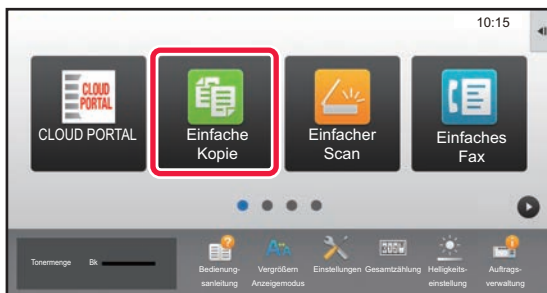 10:15
CLOUD
PORTAL
CLOUD PORTAL
Einfache
Kopie
Einfacher
Scan
Einfaches
Fax
Tonermenge Bk
Bedienung-
sanleitung
Vergrößern
Anzeigemodus
Einstellungen
Gesamtzählung
Helligkeits-
einstellung
Auftrags-
verwaltung